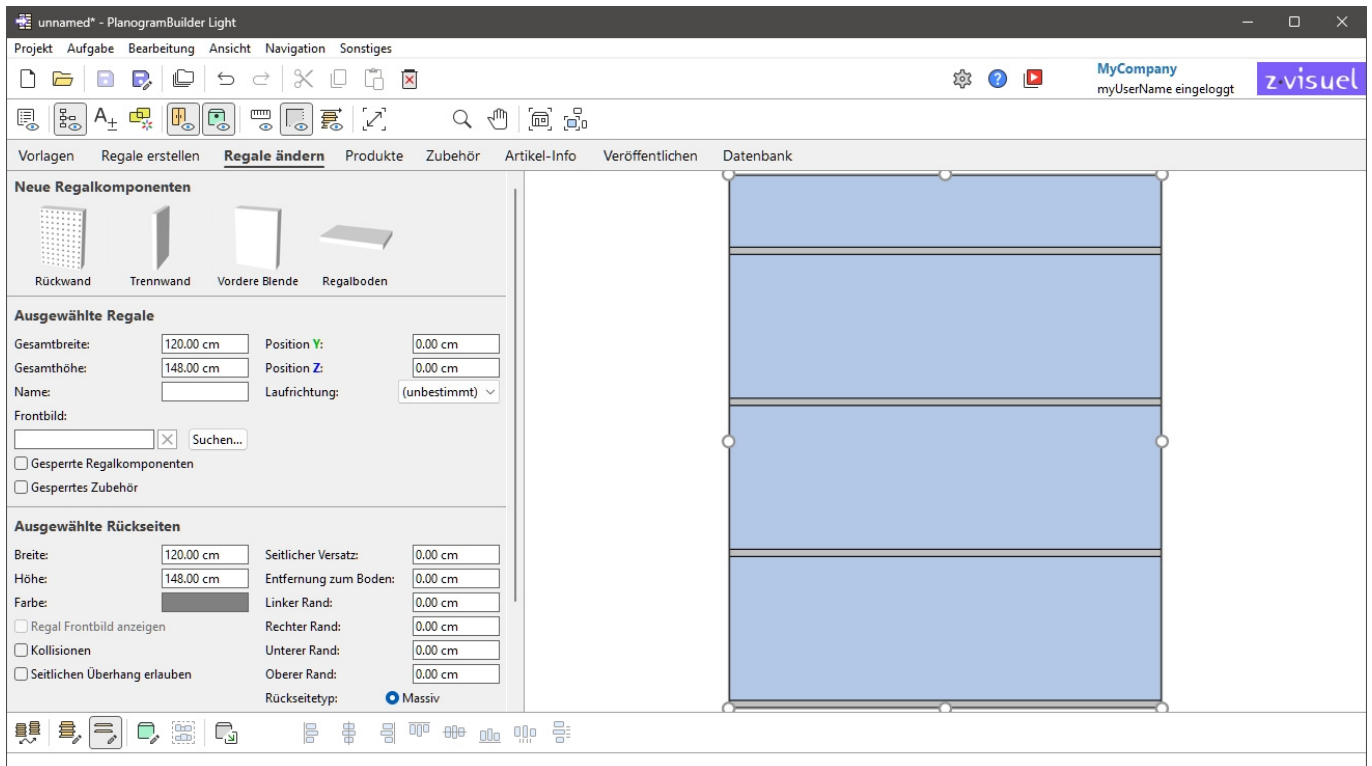 unnamed* - PlanogramBuilder Light
Projekt Aufgabe Bearbeitung Ansicht Navigation Sonstiges
MyCompany
myUserName eingeloggt
z·visuel
Vorlagen Regale erstellen Regale ändern Produkte Zubehör Artikel-Info Veröffentlichen Datenbank
Neue Regalkomponenten
Rückwand Trennwand Vordere Blende Regalboden
Ausgewählte Regale
Gesamtbreite: 120.00 cm Position Y: 0.00 cm
Gesamthöhe: 148.00 cm Position Z: 0.00 cm
Name: Laufrichtung: (unbestimmt)
Frontbild:
Suchen...
Gesperrte Regalkomponenten
Gesperrtes Zubehör
Ausgewählte Rückseiten
Breite: 120.00 cm Seitlicher Versatz: 0.00 cm
Höhe: 148.00 cm Entfernung zum Boden: 0.00 cm
Farbe: Linker Rand: 0.00 cm
Regal Frontbild anzeigen Rechter Rand: 0.00 cm
Kollisionen Unterer Rand: 0.00 cm
Seitlichen Überhang erlauben Oberer Rand: 0.00 cm
Rückseitetyp: Massiv